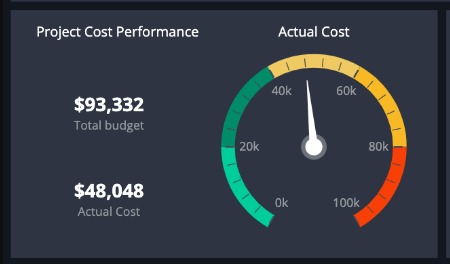 Project Cost Performance
Actual Cost
$93,332
Total budget
$48,048
Actual Cost
40k
60k
20k
80k
0k
100k